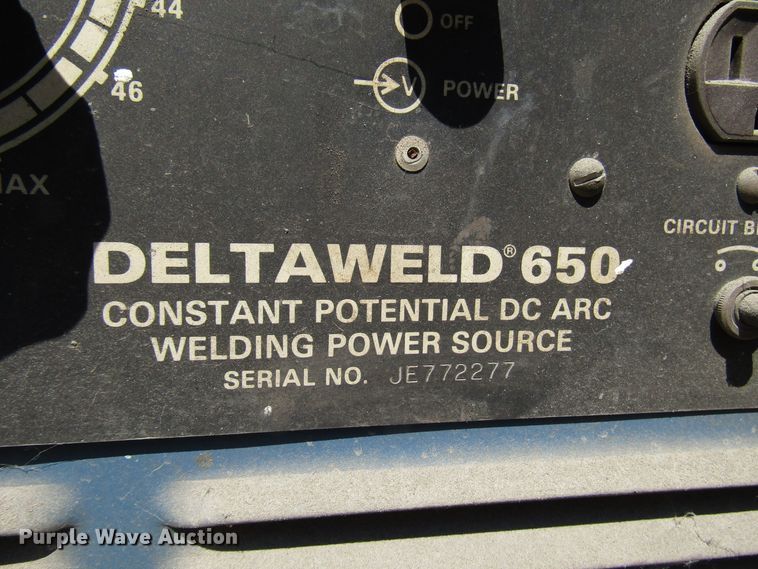 44
OFF
46
V
POWER
AX
CIRCUIT B
DELTAWELD® 650
CONSTANT POTENTIAL DC ARC
WELDING POWER SOURCE
SERIAL NO. JE772277
Purple Wave Auction